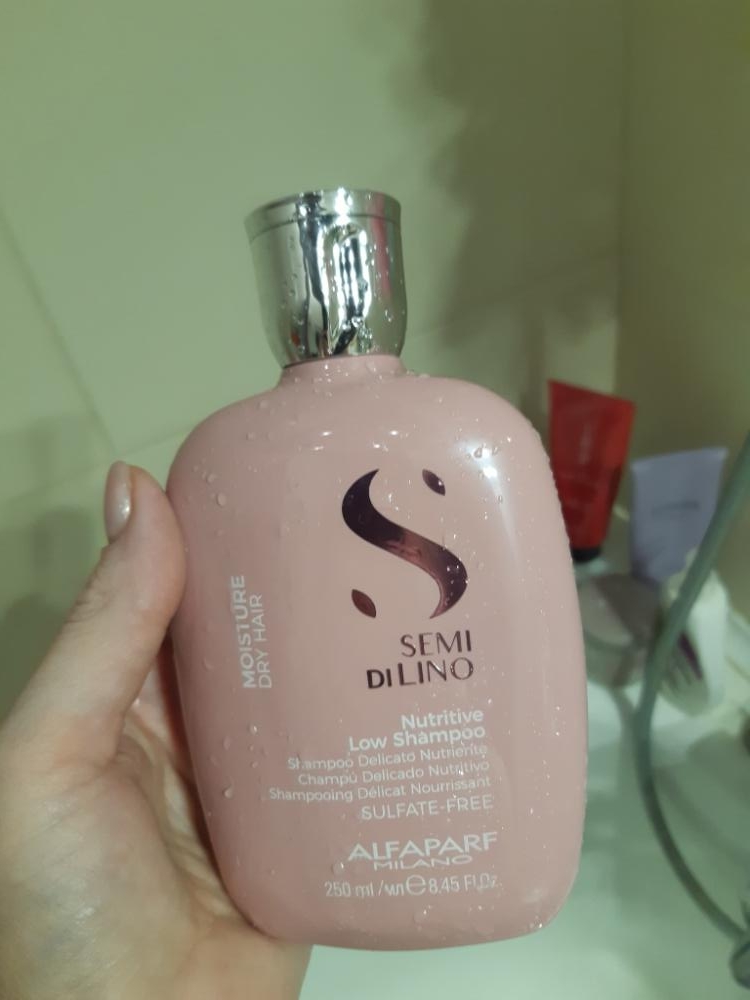 MOISTURE
DRY HAIR
SEMI
DI LINO
Nutritive
Low Shampoo
Shampoo Delicato Nutriente
Champú Delicado Nutritivo
Shampooing Délicat Nourrissant
SULFATE-FREE
ALFAPARF
MILANO
250 ml /мл ℮ 8.45 Fl.Oz.